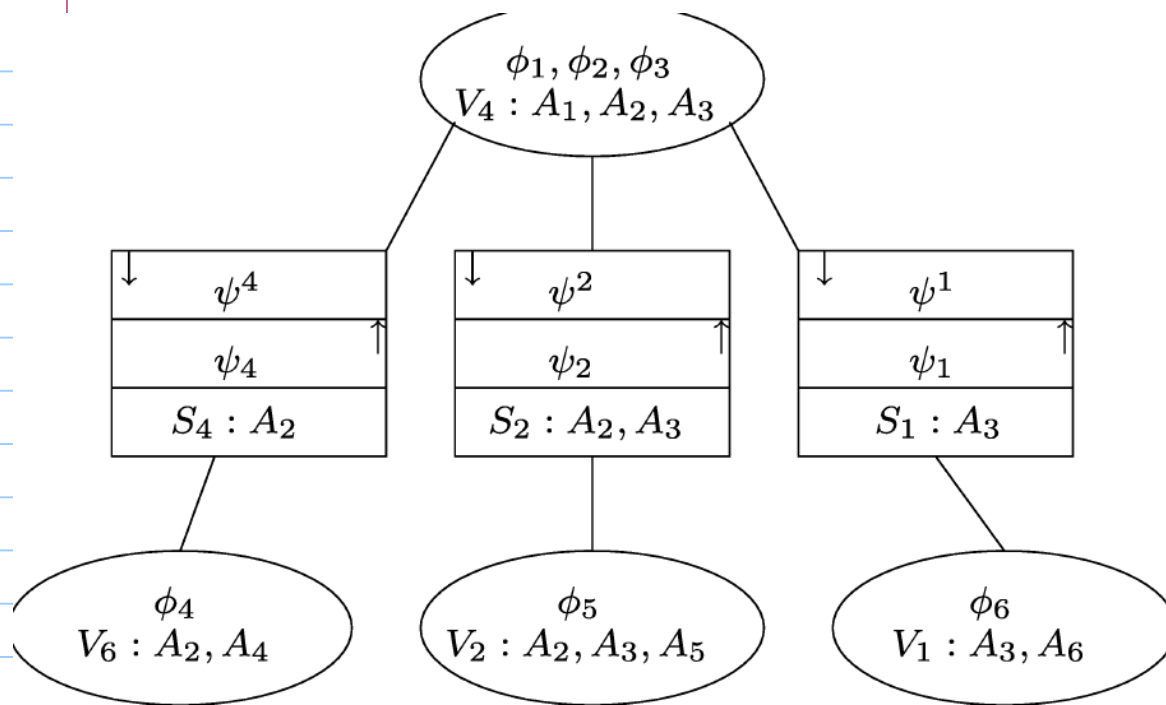 ϕ₁, ϕ₂, ϕ₃
V₄ : A₁, A₂, A₃
↓ ψ⁴
ψ₄ ↑
S₄ : A₂
↓ ψ²
ψ₂ ↑
S₂ : A₂, A₃
↓ ψ¹
ψ₁ ↑
S₁ : A₃
ϕ₄
V₆ : A₂, A₄
ϕ₅
V₂ : A₂, A₃, A₅
ϕ₆
V₁ : A₃, A₆